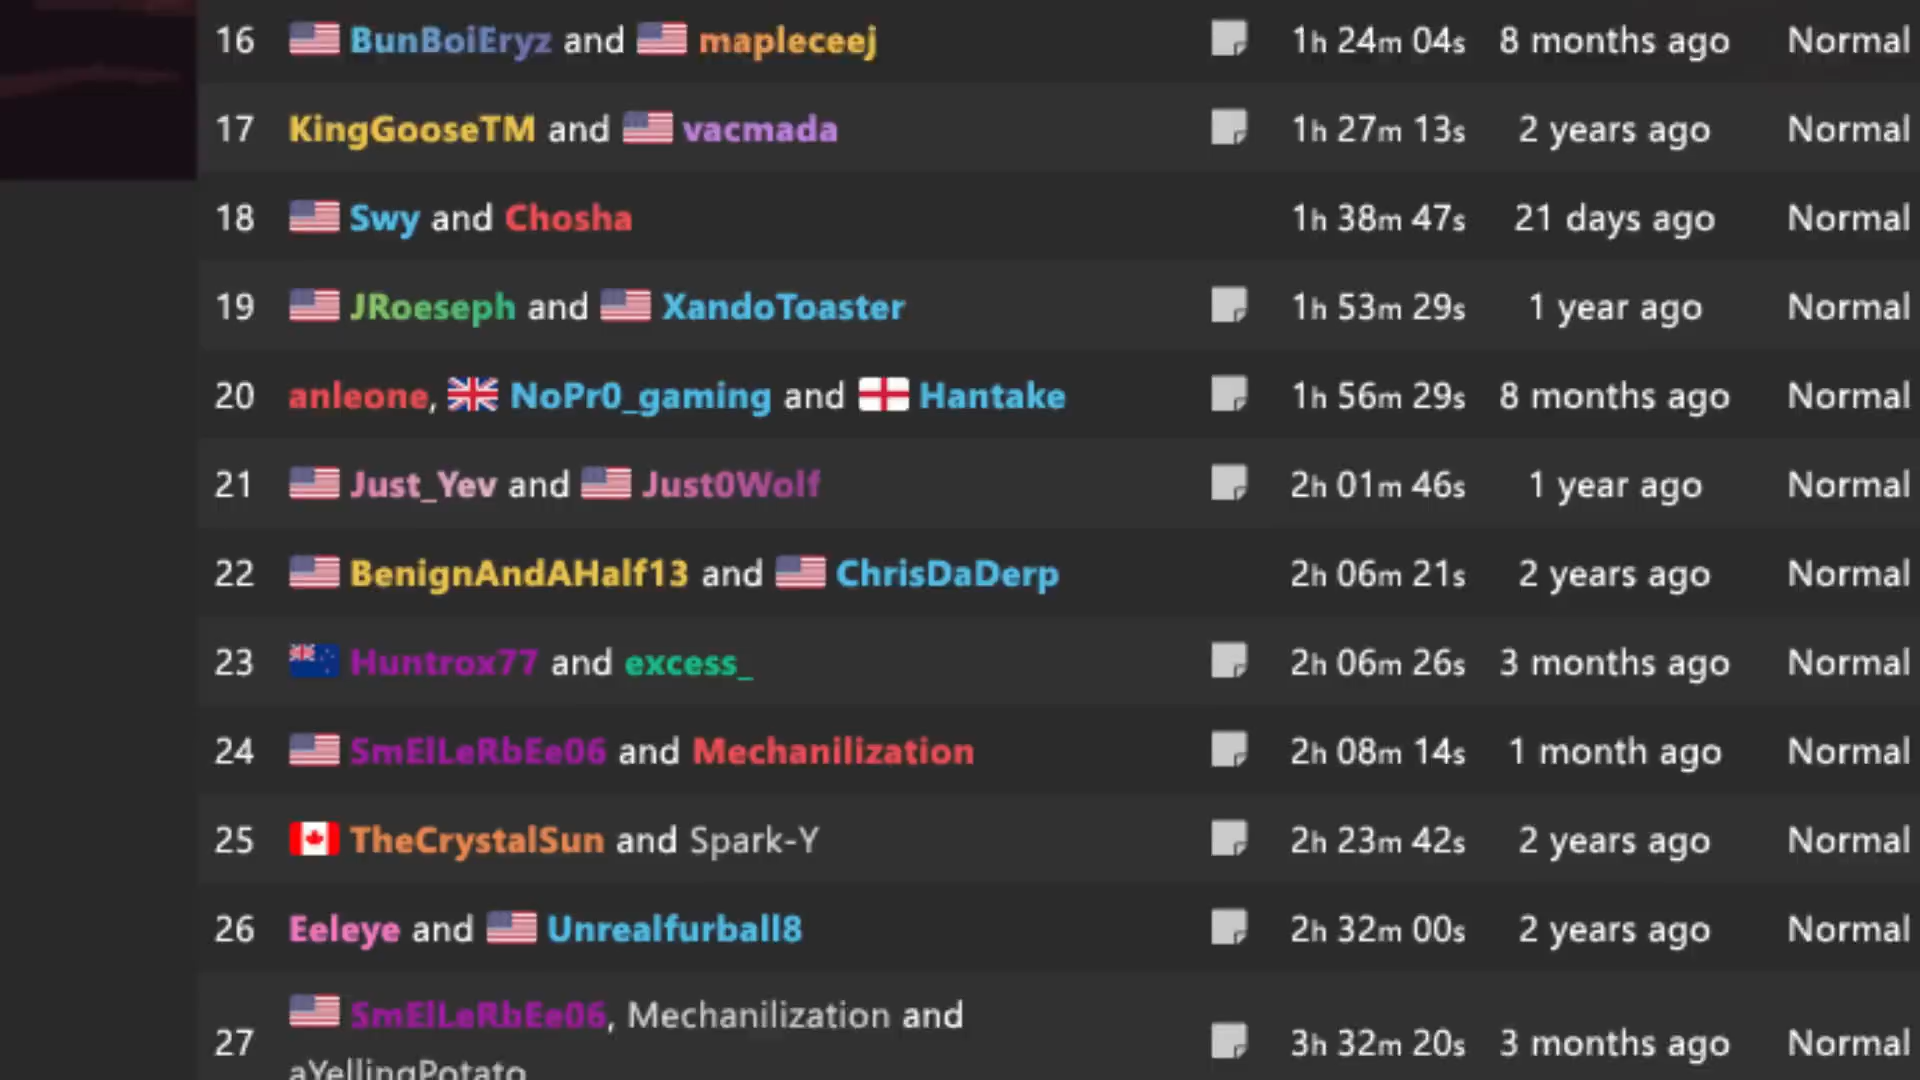 16 BunBoiEryz and mapleceej 1h 24m 04s 8 months ago Normal
17 KingGooseTM and vacmada 1h 27m 13s 2 years ago Normal
18 Swy and Chosha 1h 38m 47s 21 days ago Normal
19 JRoeseph and XandoToaster 1h 53m 29s 1 year ago Normal
20 anleone, NoPr0_gaming and Hantake 1h 56m 29s 8 months ago Normal
21 Just_Yev and Just0Wolf 2h 01m 46s 1 year ago Normal
22 BenignAndAHalf13 and ChrisDaDerp 2h 06m 21s 2 years ago Normal
23 Huntrox77 and excess_ 2h 06m 26s 3 months ago Normal
24 SmElLeRbEe06 and Mechanilization 2h 08m 14s 1 month ago Normal
25 TheCrystalSun and Spark-Y 2h 23m 42s 2 years ago Normal
26 Eeleye and Unrealfurball8 2h 32m 00s 2 years ago Normal
27 SmElLeRbEe06, Mechanilization and 3h 32m 20s 3 months ago Normal
aYellingPotato